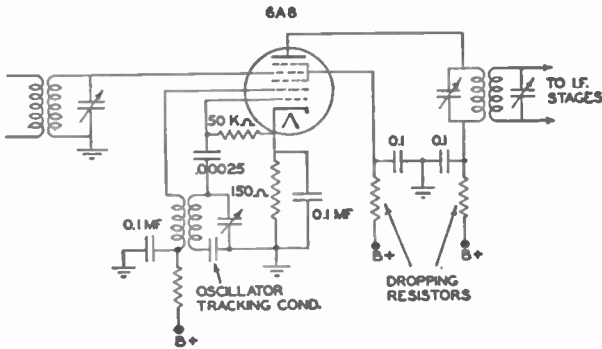 6A8
TO I.F.
STAGES
50 K Ω
.00025
150 Ω
0.1 MF
0.1
0.1
0.1 MF
B+
B+
B+
OSCILLATOR
TRACKING COND.
DROPPING
RESISTORS